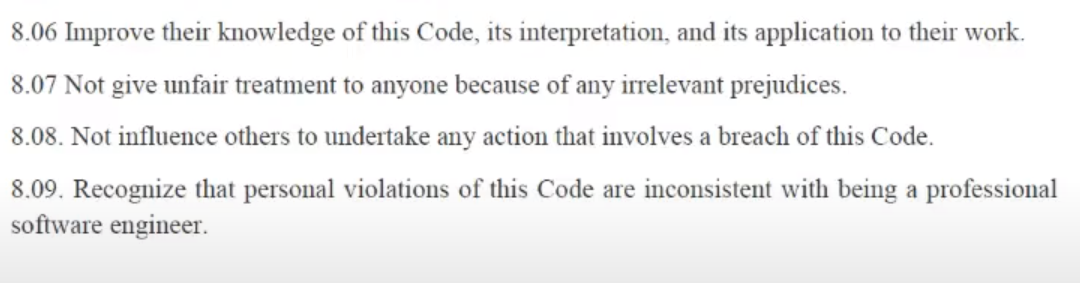 8.06 Improve their knowledge of this Code, its interpretation, and its application to their work.
8.07 Not give unfair treatment to anyone because of any irrelevant prejudices.
8.08. Not influence others to undertake any action that involves a breach of this Code.
8.09. Recognize that personal violations of this Code are inconsistent with being a professional
software engineer.